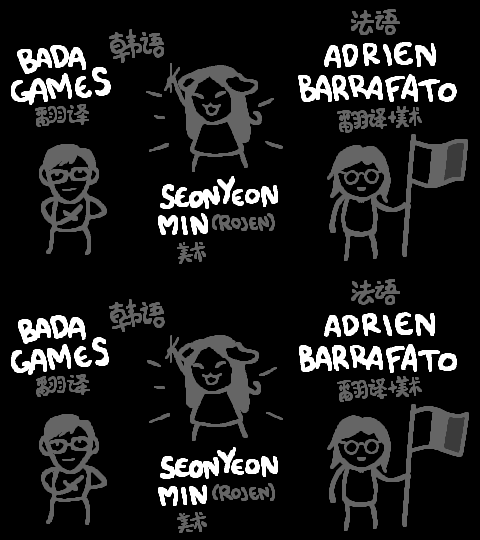 韩语
BADA
GAMES
翻译
SEONYEON
MIN (ROJEN)
美术
法语
ADRIEN
BARRAFATO
翻译+美术
韩语
BADA
GAMES
翻译
SEONYEON
MIN (ROJEN)
美术
法语
ADRIEN
BARRAFATO
翻译+美术